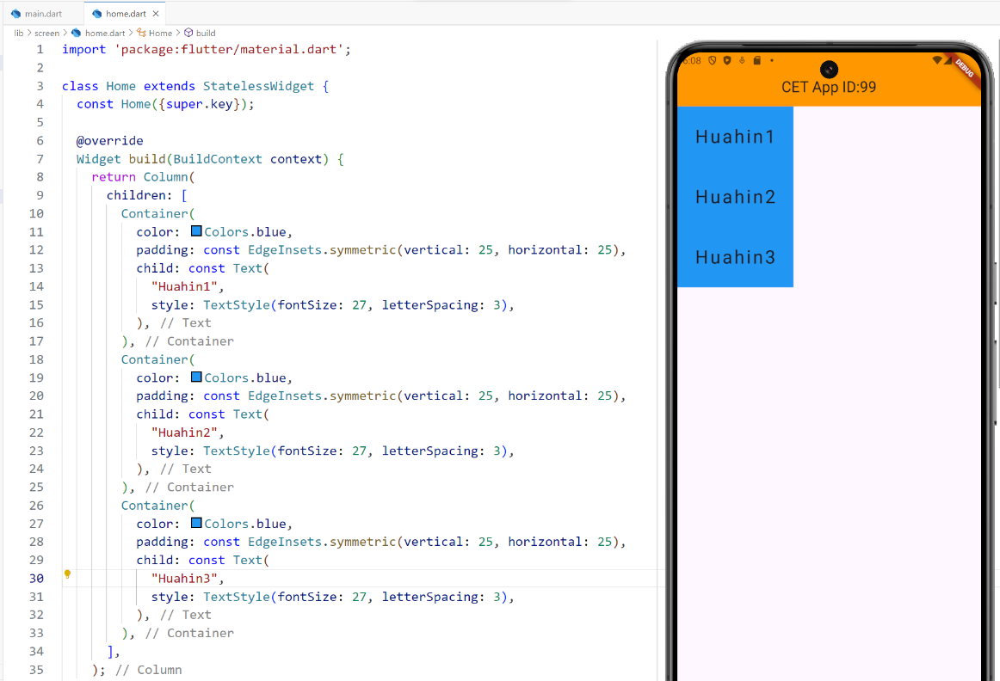 main.dart
home.dart ×
lib > screen > home.dart > Home > build
1 import 'package:flutter/material.dart';
2
3 class Home extends StatelessWidget {
4 const Home({super.key});
5
6 @override
7 Widget build(BuildContext context) {
8 return Column(
9 children: [
10 Container(
11 color: Colors.blue,
12 padding: const EdgeInsets.symmetric(vertical: 25, horizontal: 25),
13 child: const Text(
14 "Huahin1",
15 style: TextStyle(fontSize: 27, letterSpacing: 3),
16 ), // Text
17 ), // Container
18 Container(
19 color: Colors.blue,
20 padding: const EdgeInsets.symmetric(vertical: 25, horizontal: 25),
21 child: const Text(
22 "Huahin2",
23 style: TextStyle(fontSize: 27, letterSpacing: 3),
24 ), // Text
25 ), // Container
26 Container(
27 color: Colors.blue,
28 padding: const EdgeInsets.symmetric(vertical: 25, horizontal: 25),
29 child: const Text(
30 "Huahin3",
31 style: TextStyle(fontSize: 27, letterSpacing: 3),
32 ), // Text
33 ), // Container
34 ],
35 ); // Column
:08
DEBUG
CET App ID:99
Huahin1
Huahin2
Huahin3